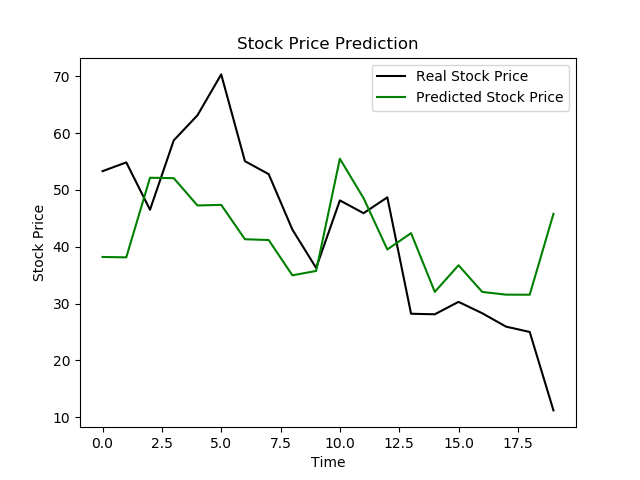 Stock Price Prediction
Real Stock Price
Predicted Stock Price
Stock Price
70
60
50
40
30
20
10
0.0 2.5 5.0 7.5 10.0 12.5 15.0 17.5
Time